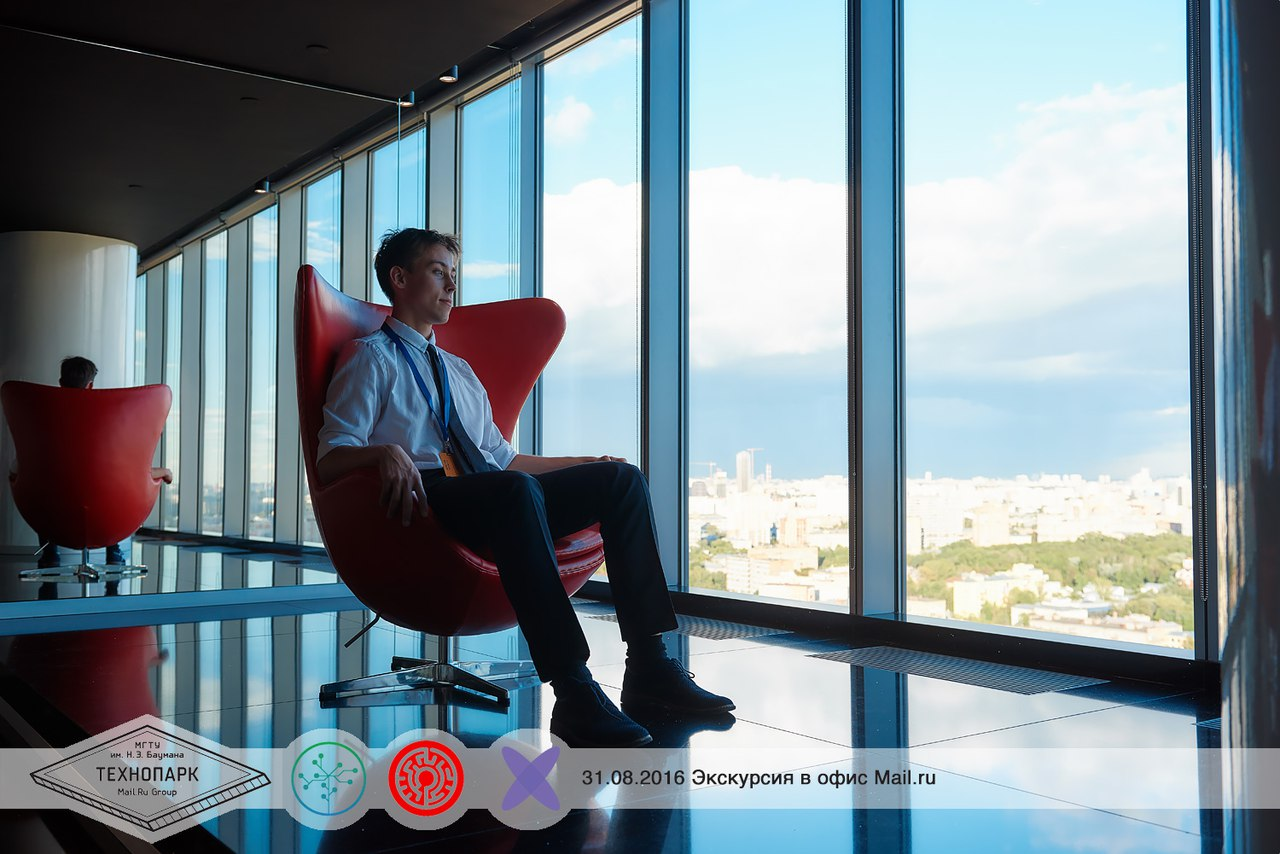 МГТУ
им. Н.Э. Баумана
ТЕХНОПАРК
Mail.Ru Group
31.08.2016 Экскурсия в офис Mail.ru